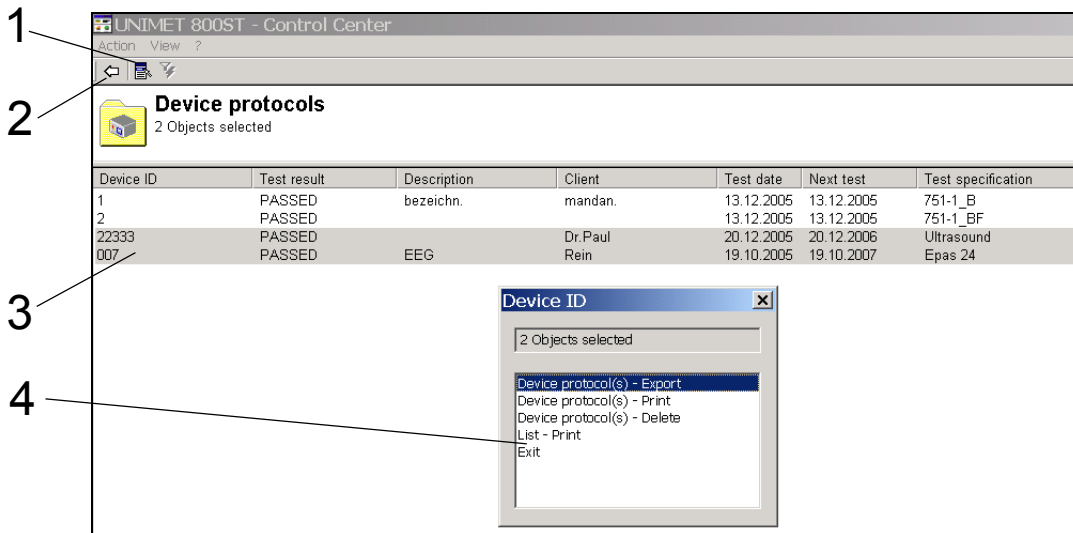 1
UNIMET 800ST - Control Center
Action View ?
2
Device protocols
2 Objects selected
Device ID Test result Description Client Test date Next test Test specification
1 PASSED bezeichn. mandan. 13.12.2005 13.12.2005 751-1_B
2 PASSED 13.12.2005 13.12.2005 751-1_BF
22333 PASSED Dr.Paul 20.12.2005 20.12.2006 Ultrasound
007 PASSED EEG Rein 19.10.2005 19.10.2007 Epas 24
3
Device ID
2 Objects selected
4
Device protocol(s) - Export
Device protocol(s) - Print
Device protocol(s) - Delete
List - Print
Exit